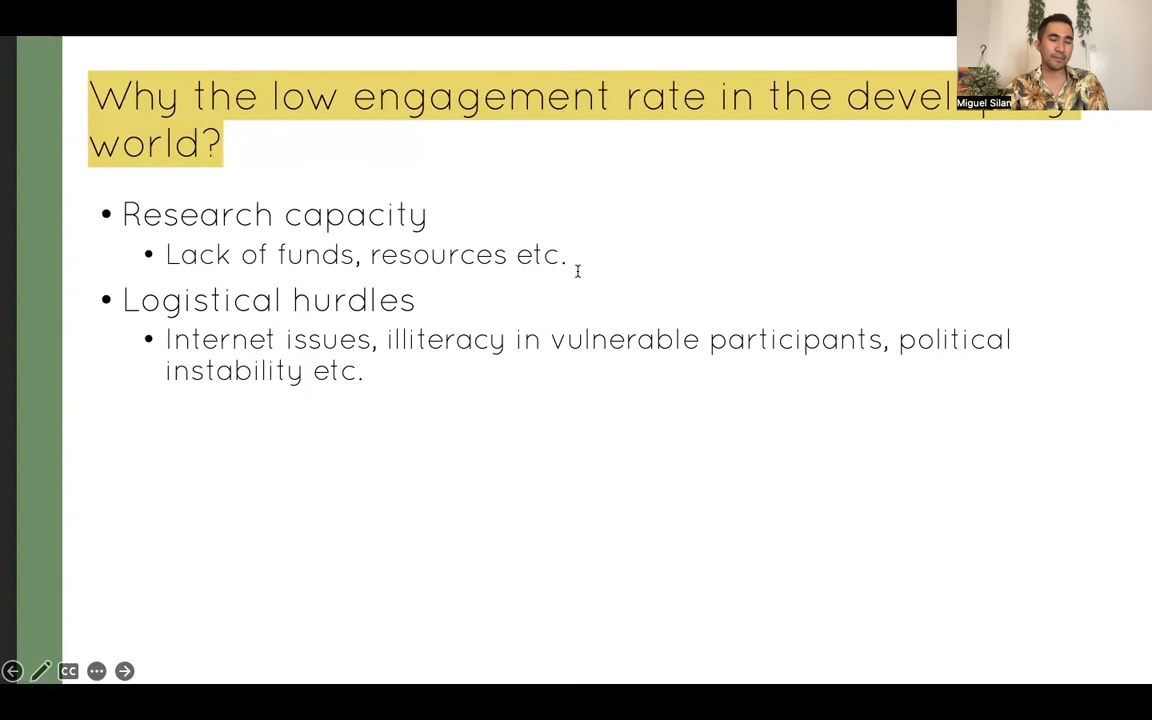 Why the low engagement rate in the
world?
Miguel Silan
• Research capacity
• Lack of funds, resources etc.
• Logistical hurdles
• Internet issues, illiteracy in vulnerable participants, political
instability etc.
CC